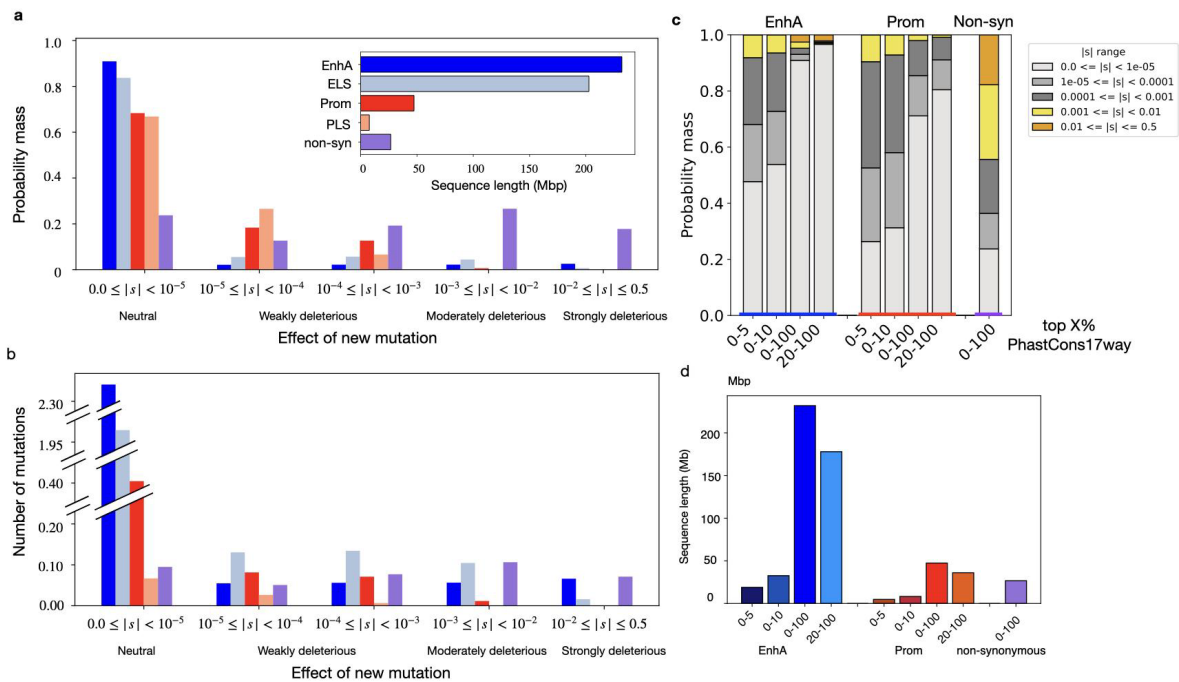 a
Probability mass
1.0
0.8
0.6
0.4
0.2
0
EnhA
ELS
Prom
PLS
non-syn
0 50 100 150 200
Sequence length (Mbp)
0.0 ≤ |s| < 10⁻⁵ 10⁻⁵ ≤ |s| < 10⁻⁴ 10⁻⁴ ≤ |s| < 10⁻³ 10⁻³ ≤ |s| < 10⁻² 10⁻² ≤ |s| ≤ 0.5
Neutral Weakly deleterious Moderately deleterious Strongly deleterious
Effect of new mutation
b
Number of mutations
2.30
1.95
0.40
0.20
0.10
0.00
0.0 ≤ |s| < 10⁻⁵ 10⁻⁵ ≤ |s| < 10⁻⁴ 10⁻⁴ ≤ |s| < 10⁻³ 10⁻³ ≤ |s| < 10⁻² 10⁻² ≤ |s| ≤ 0.5
Neutral Weakly deleterious Moderately deleterious Strongly deleterious
Effect of new mutation
c
EnhA Prom Non-syn
Probability mass
1.0
0.8
0.6
0.4
0.2
0.0
0-5 0-10 0-100 20-100 0-5 0-10 0-100 20-100 0-100
top X%
PhastCons17way
|s| range
0.0 <= |s| < 1e-05
1e-05 <= |s| < 0.0001
0.0001 <= |s| < 0.001
0.001 <= |s| < 0.01
0.01 <= |s| <= 0.5
d
Mbp
Sequence length (Mb)
200
150
100
50
0
0-5 0-10 0-100 20-100 0-5 0-10 0-100 20-100 0-100
EnhA Prom non-synonymous